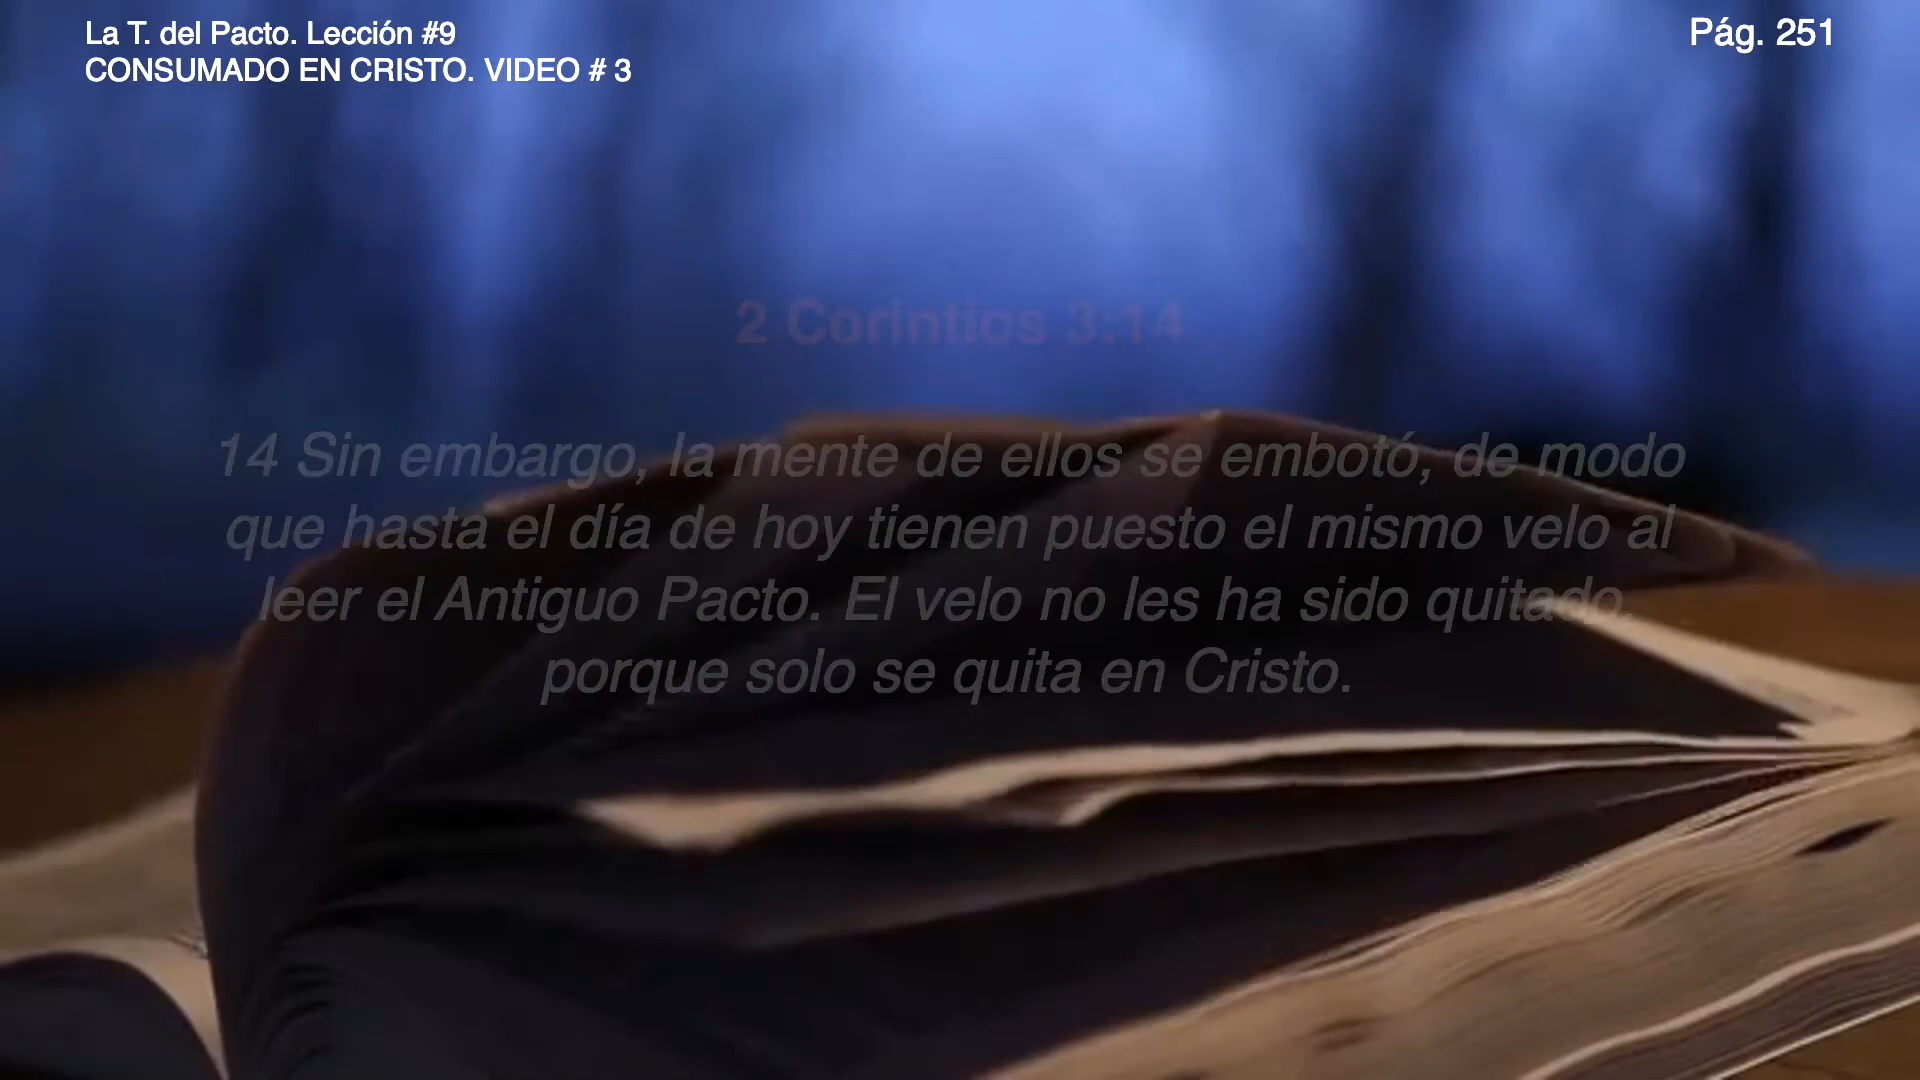 La T. del Pacto. Lección #9
CONSUMADO EN CRISTO. VIDEO # 3
Pág. 251
2 Corintios 3:14
14 Sin embargo, la mente de ellos se embotó, de modo
que hasta el día de hoy tienen puesto el mismo velo al
leer el Antiguo Pacto. El velo no les ha sido quitado,
porque solo se quita en Cristo.